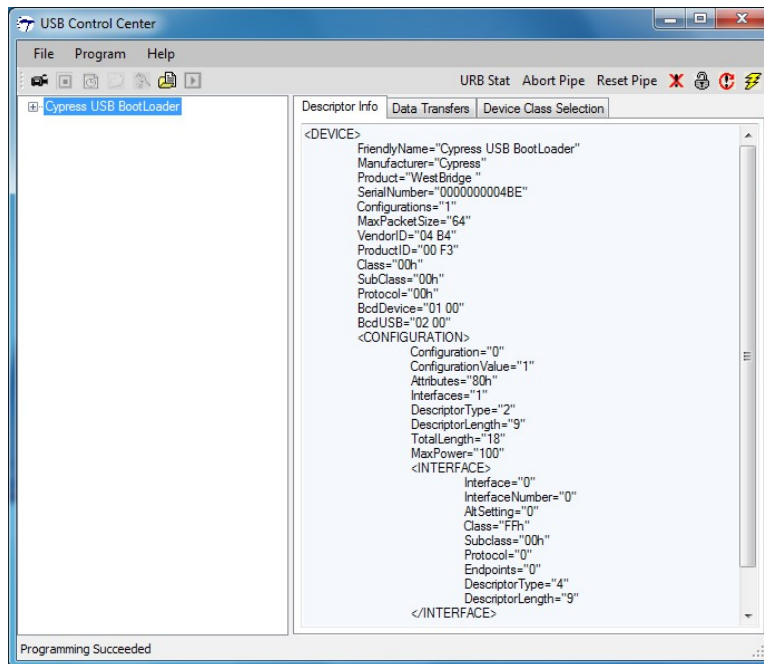 USB Control Center
File Program Help
URB Stat Abort Pipe Reset Pipe
Cypress USB BootLoader
Descriptor Info Data Transfers Device Class Selection
<DEVICE>
FriendlyName="Cypress USB BootLoader"
Manufacturer="Cypress"
Product="WestBridge "
SerialNumber="0000000004BE"
Configurations="1"
MaxPacketSize="64"
VendorID="04 B4"
ProductID="00 F3"
Class="00h"
SubClass="00h"
Protocol="00h"
BcdDevice="01 00"
BcdUSB="02 00"
<CONFIGURATION>
Configuration="0"
ConfigurationValue="1"
Attributes="80h"
Interfaces="1"
DescriptorType="2"
DescriptorLength="9"
TotalLength="18"
MaxPower="100"
<INTERFACE>
Interface="0"
InterfaceNumber="0"
AltSetting="0"
Class="FFh"
Subclass="00h"
Protocol="0"
Endpoints="0"
DescriptorType="4"
DescriptorLength="9"
</INTERFACE>
Programming Succeeded